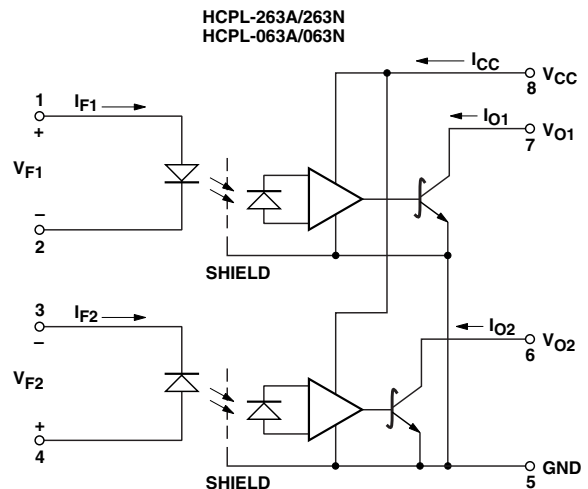 HCPL-263A/263N
HCPL-063A/063N
ICC
8 VCC
1
IF1
+
IO1
VO1
7
VF1
–
2
SHIELD
3
IF2
–
IO2
VO2
6
VF2
+
4
SHIELD
GND
5